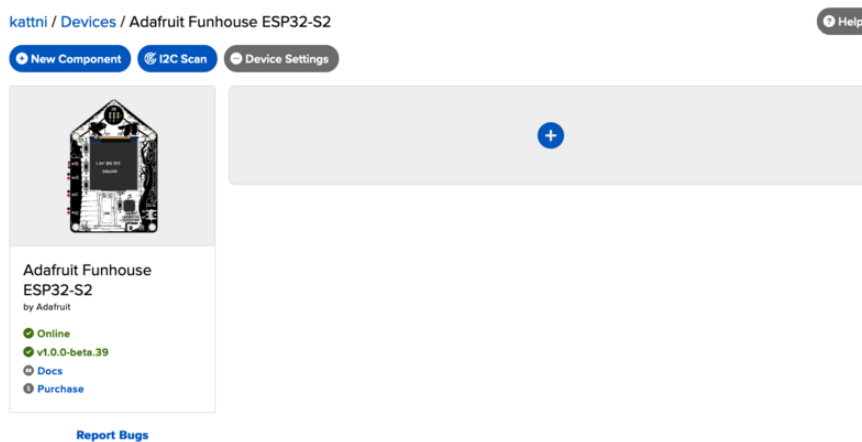 kattni / Devices / Adafruit Funhouse ESP32-S2
Help
New Component
I2C Scan
Device Settings
Adafruit Funhouse
ESP32-S2
by Adafruit
Online
v1.0.0-beta.39
Docs
Purchase
Report Bugs